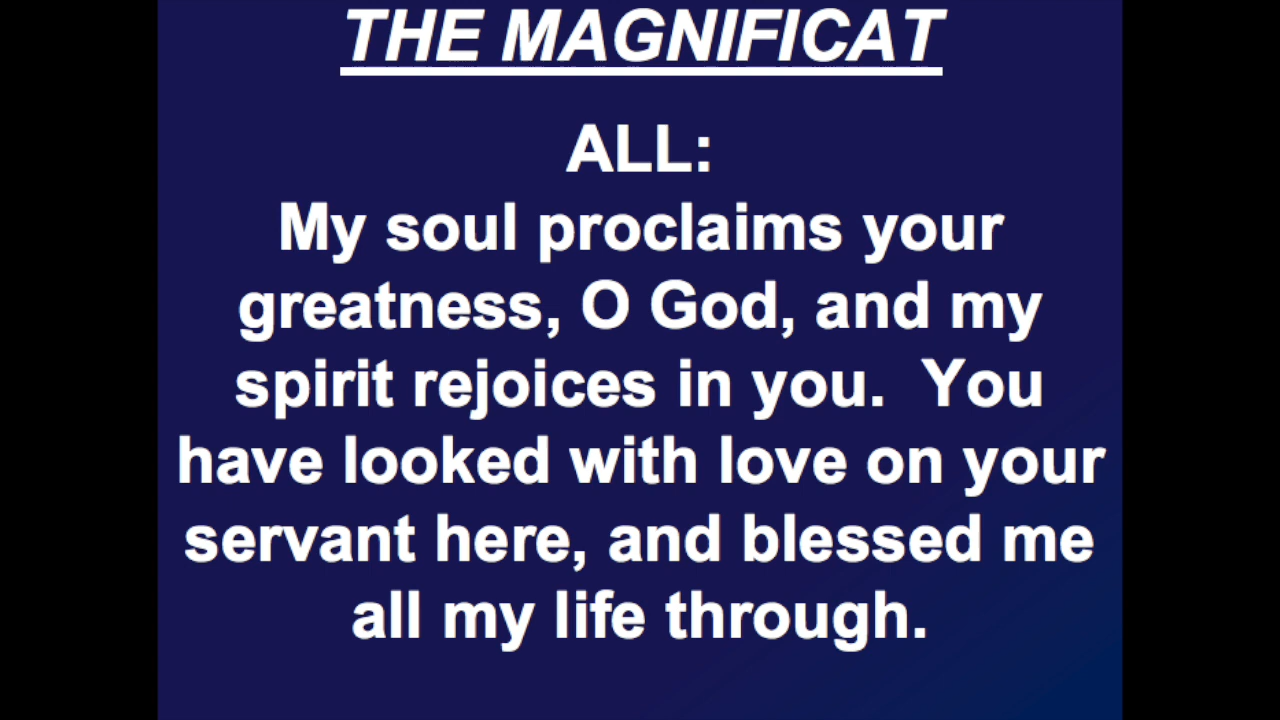 THE MAGNIFICAT
ALL:
My soul proclaims your
greatness, O God, and my
spirit rejoices in you.  You
have looked with love on your
servant here, and blessed me
all my life through.